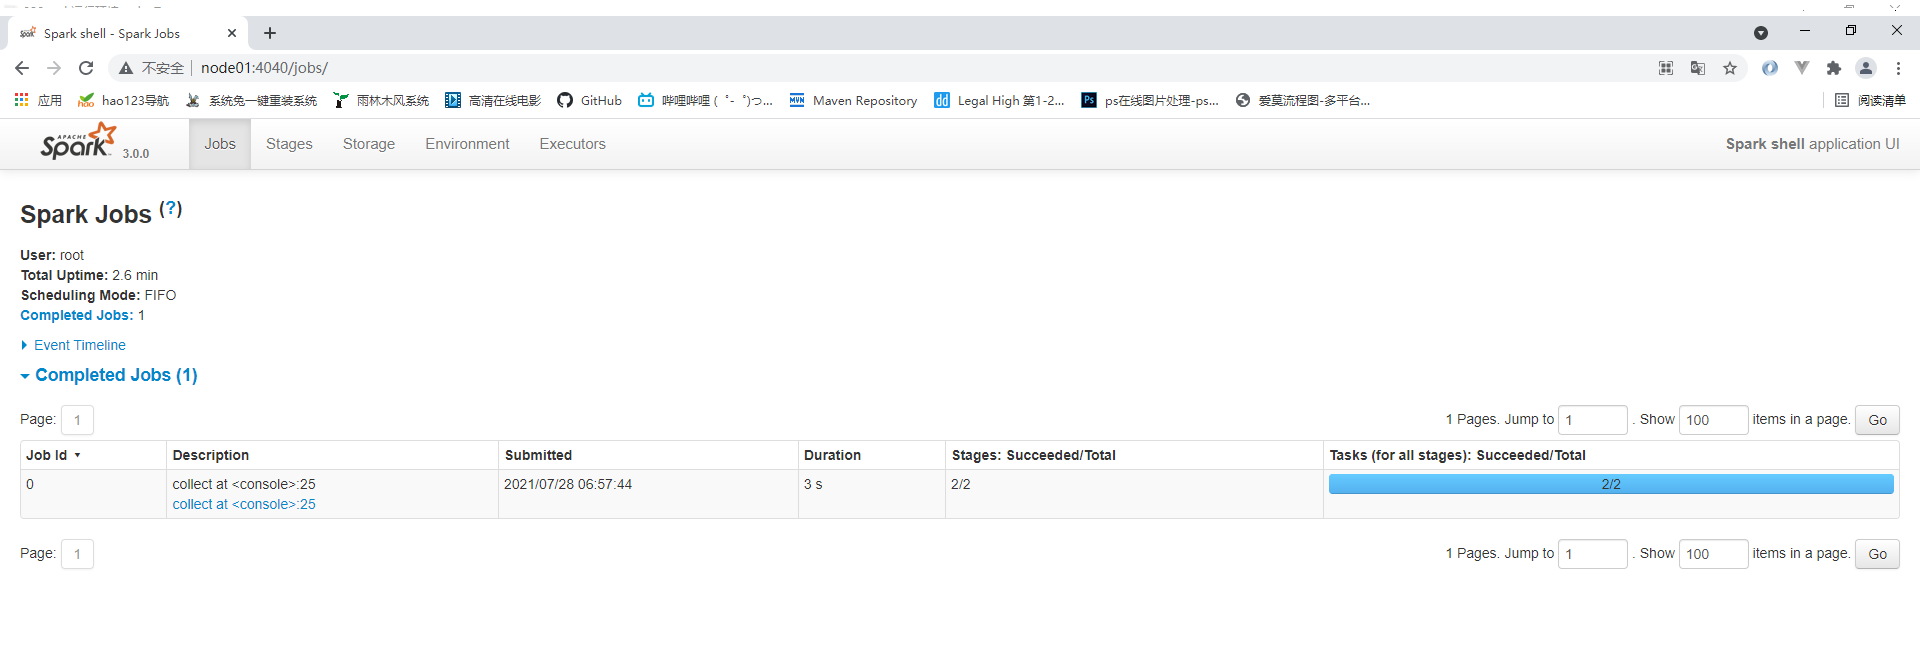 Spark shell - Spark Jobs
不安全 node01:4040/jobs/
应用 hao123导航 系统兔一键重装系统 雨林木风系统 高清在线电影 GitHub 哔哩哔哩 ( ゜- ゜)つ... Maven Repository Legal High 第1-2... ps在线图片处理-ps... 爱莫流程图-多平台... 阅读清单
APACHE Spark 3.0.0 Jobs Stages Storage Environment Executors Spark shell application UI
Spark Jobs (?)
User: root
Total Uptime: 2.6 min
Scheduling Mode: FIFO
Completed Jobs: 1
Event Timeline
Completed Jobs (1)
Page: 1 1 Pages. Jump to 1 . Show 100 items in a page. Go
Job Id Description Submitted Duration Stages: Succeeded/Total Tasks (for all stages): Succeeded/Total
0 collect at <console>:25 2021/07/28 06:57:44 3 s 2/2 2/2
collect at <console>:25
Page: 1 1 Pages. Jump to 1 . Show 100 items in a page. Go